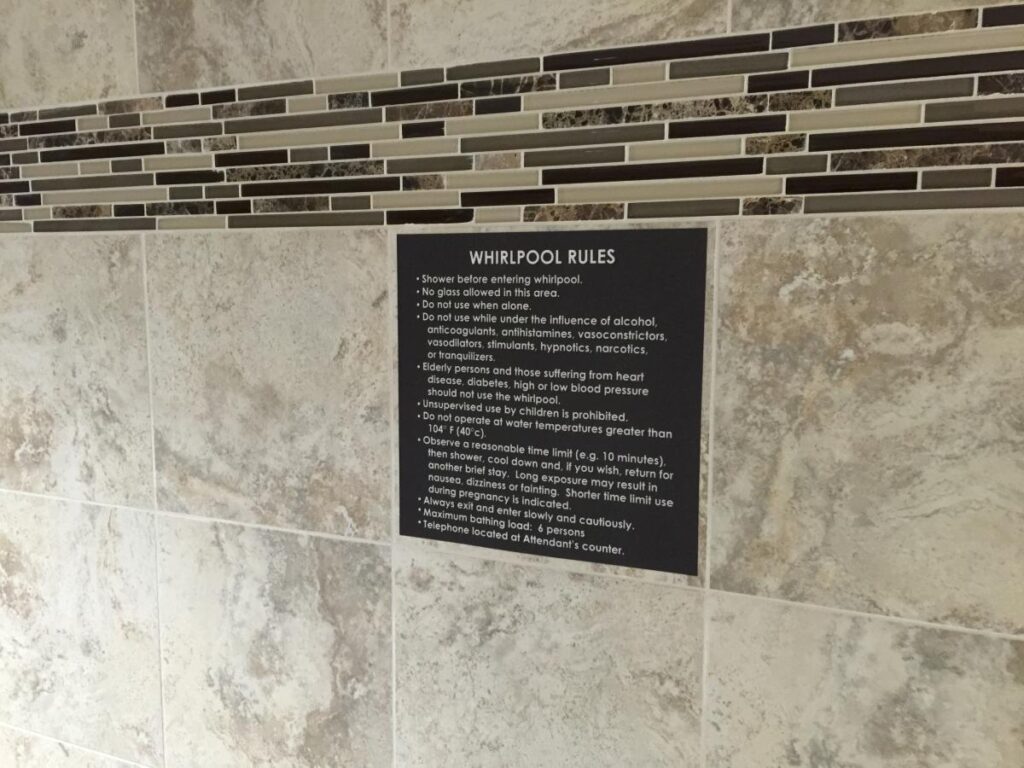 WHIRLPOOL RULES
• Shower before entering whirlpool.
• No glass allowed in this area.
• Do not use when alone.
• Do not use while under the influence of alcohol,
anticoagulants, antihistamines, vasoconstrictors,
vasodilators, stimulants, hypnotics, narcotics,
or tranquilizers.
• Elderly persons and those suffering from heart
disease, diabetes, high or low blood pressure
should not use the whirlpool.
• Unsupervised use by children is prohibited.
• Do not operate at water temperatures greater than
104° F (40°c).
• Observe a reasonable time limit (e.g. 10 minutes),
then shower, cool down and, if you wish, return for
another brief stay. Long exposure may result in
nausea, dizziness or fainting. Shorter time limit use
during pregnancy is indicated.
• Always exit and enter slowly and cautiously.
• Maximum bathing load: 6 persons
• Telephone located at Attendant's counter.